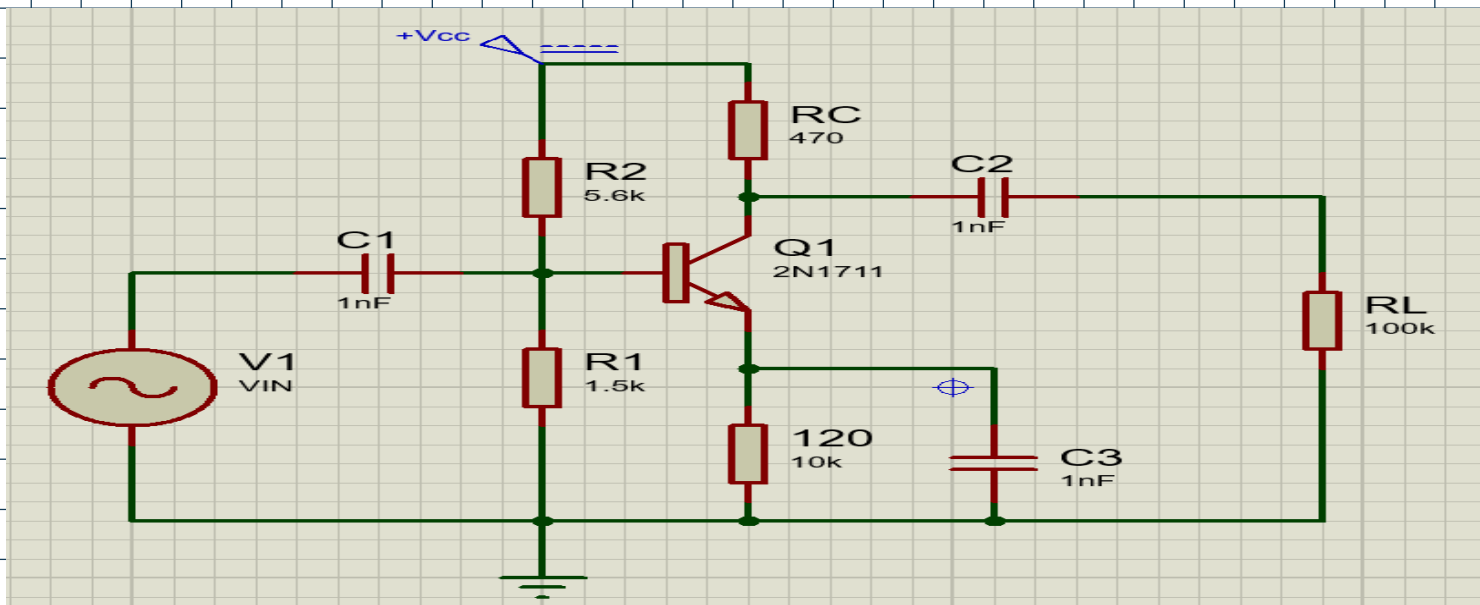 +Vcc
RC
470
R2
5.6k
C2
1nF
C1
1nF
Q1
2N1711
RL
100k
V1
VIN
R1
1.5k
120
10k
C3
1nF